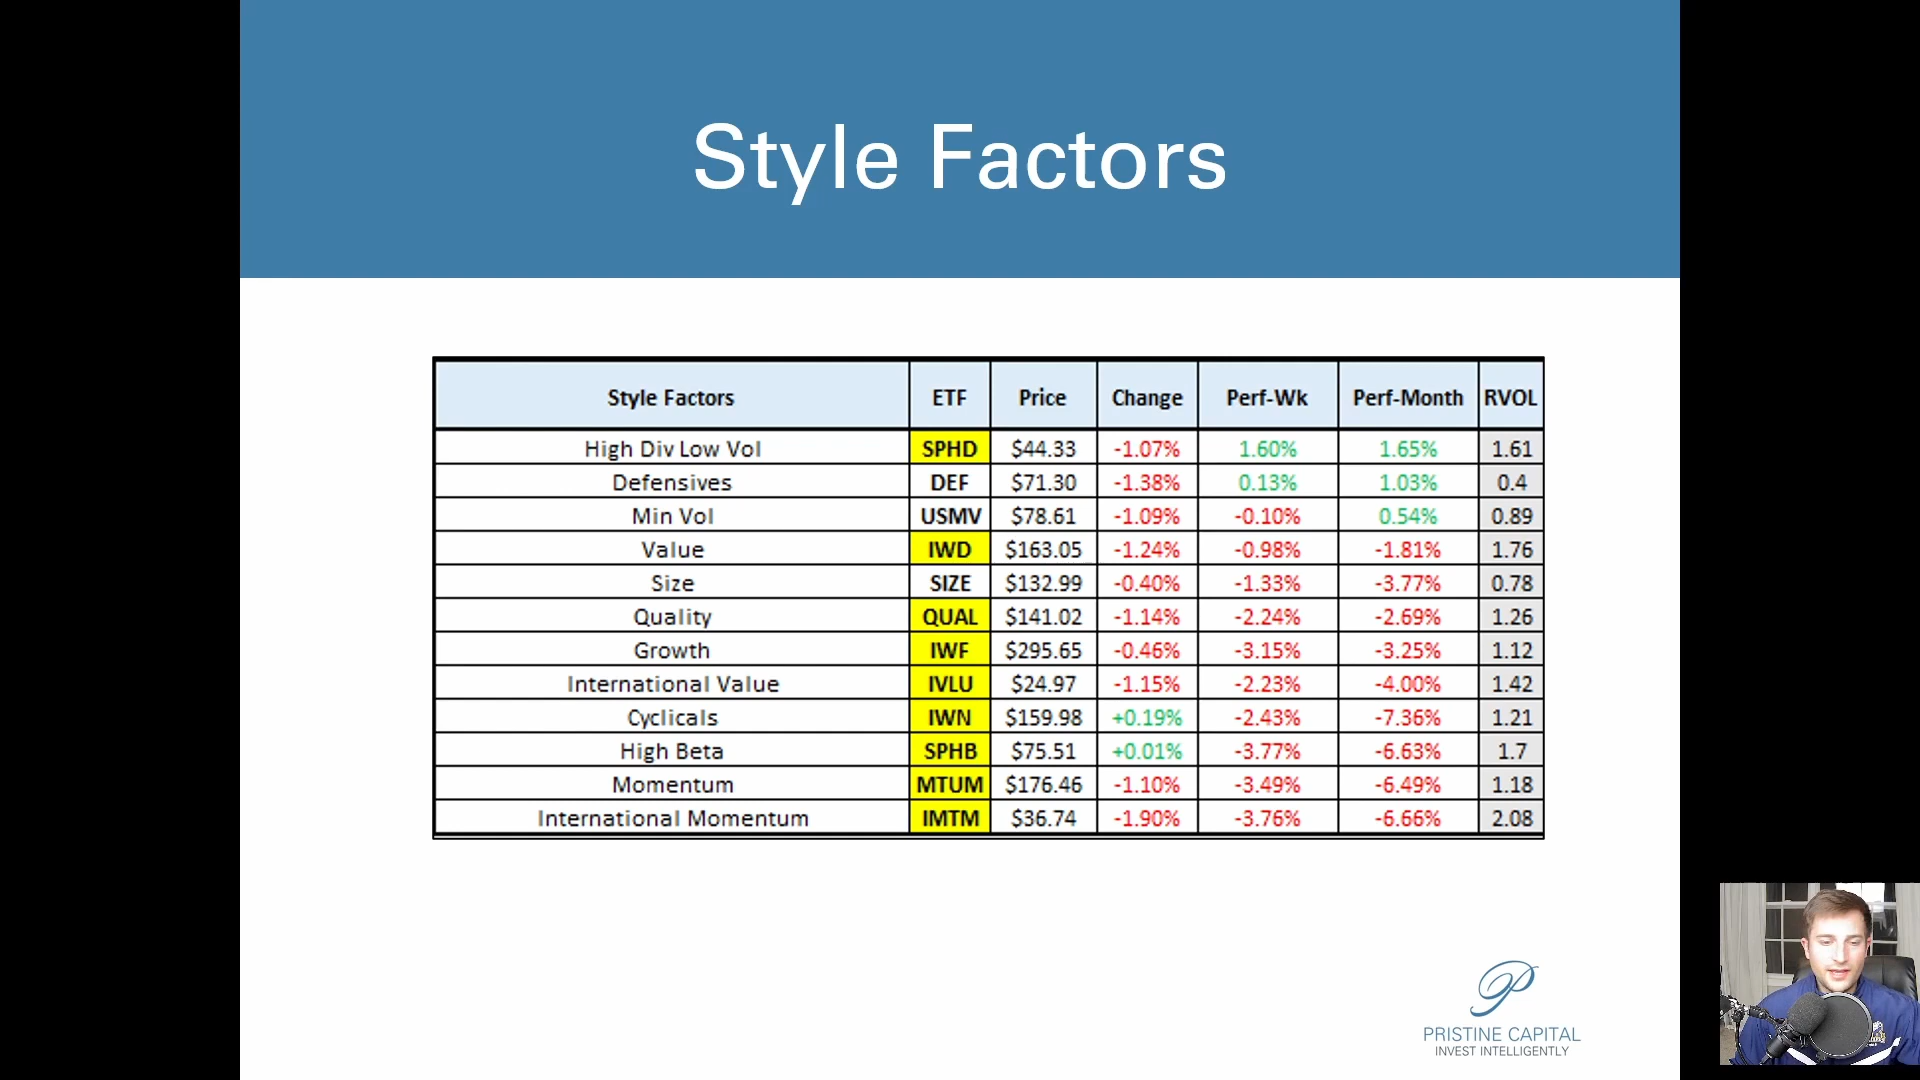 Style Factors
Style Factors ETF Price Change Perf-Wk Perf-Month RVOL
High Div Low Vol SPHD $44.33 -1.07% 1.60% 1.65% 1.61
Defensives DEF $71.30 -1.38% 0.13% 1.03% 0.4
Min Vol USMV $78.61 -1.09% -0.10% 0.54% 0.89
Value IWD $163.05 -1.24% -0.98% -1.81% 1.76
Size SIZE $132.99 -0.40% -1.33% -3.77% 0.78
Quality QUAL $141.02 -1.14% -2.24% -2.69% 1.26
Growth IWF $295.65 -0.46% -3.15% -3.25% 1.12
International Value IVLU $24.97 -1.15% -2.23% -4.00% 1.42
Cyclicals IWN $159.98 +0.19% -2.43% -7.36% 1.21
High Beta SPHB $75.51 +0.01% -3.77% -6.63% 1.7
Momentum MTUM $176.46 -1.10% -3.49% -6.49% 1.18
International Momentum IMTM $36.74 -1.90% -3.76% -6.66% 2.08
P
PRISTINE CAPITAL
INVEST INTELLIGENTLY